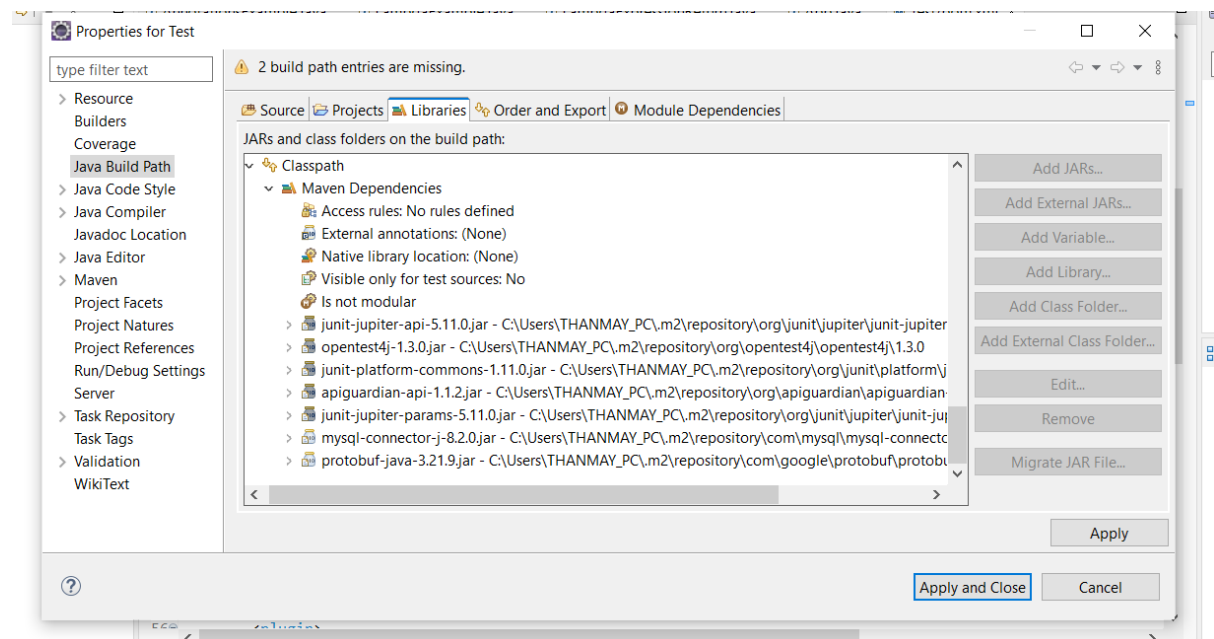 Properties for Test
type filter text
2 build path entries are missing.
Resource
Builders
Coverage
Java Build Path
Java Code Style
Java Compiler
Javadoc Location
Java Editor
Maven
Project Facets
Project Natures
Project References
Run/Debug Settings
Server
Task Repository
Task Tags
Validation
WikiText
Source Projects Libraries Order and Export Module Dependencies
JARs and class folders on the build path:
Classpath
Maven Dependencies
Access rules: No rules defined
External annotations: (None)
Native library location: (None)
Visible only for test sources: No
Is not modular
junit-jupiter-api-5.11.0.jar - C:\Users\THANMAY_PC\.m2\repository\org\junit\jupiter\junit-jupiter
opentest4j-1.3.0.jar - C:\Users\THANMAY_PC\.m2\repository\org\opentest4j\opentest4j\1.3.0
junit-platform-commons-1.11.0.jar - C:\Users\THANMAY_PC\.m2\repository\org\junit\platform\j
apiguardian-api-1.1.2.jar - C:\Users\THANMAY_PC\.m2\repository\org\apiguardian\apiguardian-
junit-jupiter-params-5.11.0.jar - C:\Users\THANMAY_PC\.m2\repository\org\junit\jupiter\junit-jup
mysql-connector-j-8.2.0.jar - C:\Users\THANMAY_PC\.m2\repository\com\mysql\mysql-connectc
protobuf-java-3.21.9.jar - C:\Users\THANMAY_PC\.m2\repository\com\google\protobuf\protobu
Add JARs...
Add External JARs...
Add Variable...
Add Library...
Add Class Folder...
Add External Class Folder...
Edit...
Remove
Migrate JAR File...
Apply
Apply and Close Cancel